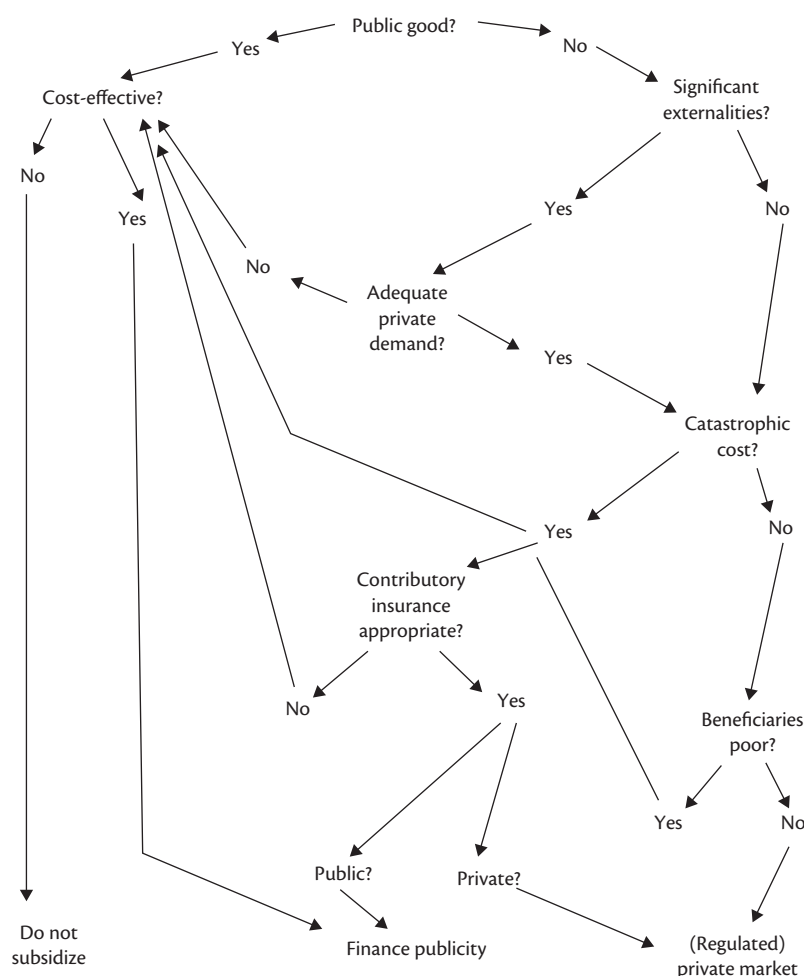 Public good?
Yes
No
Cost-effective?
Significant
externalities?
No
Yes
Yes
No
No
Adequate
private
demand?
Yes
Catastrophic
cost?
Yes
No
Contributory
insurance
appropriate?
No
Yes
Beneficiaries
poor?
Yes
No
Public?
Private?
Do not
subsidize
Finance publicity
(Regulated)
private market